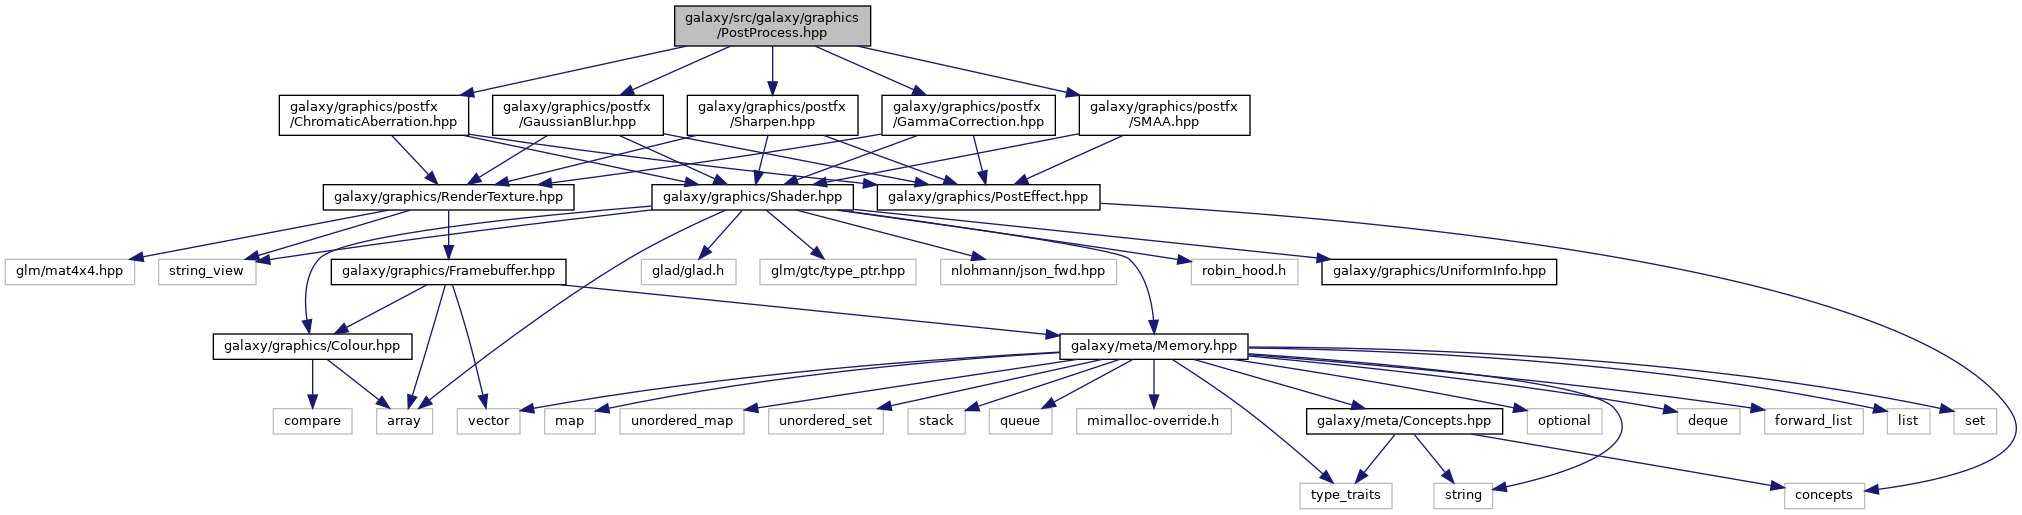 galaxy/src/galaxy/graphics
/PostProcess.hpp
galaxy/graphics/postfx
/ChromaticAberration.hpp
galaxy/graphics/postfx
/GaussianBlur.hpp
galaxy/graphics/postfx
/Sharpen.hpp
galaxy/graphics/postfx
/GammaCorrection.hpp
galaxy/graphics/postfx
/SMAA.hpp
galaxy/graphics/RenderTexture.hpp
galaxy/graphics/Shader.hpp
galaxy/graphics/PostEffect.hpp
glm/mat4x4.hpp
string_view
galaxy/graphics/Framebuffer.hpp
glad/glad.h
glm/gtc/type_ptr.hpp
nlohmann/json_fwd.hpp
robin_hood.h
galaxy/graphics/UniformInfo.hpp
galaxy/graphics/Colour.hpp
galaxy/meta/Memory.hpp
compare
array
vector
map
unordered_map
unordered_set
stack
queue
mimalloc-override.h
galaxy/meta/Concepts.hpp
optional
deque
forward_list
list
set
type_traits
string
concepts